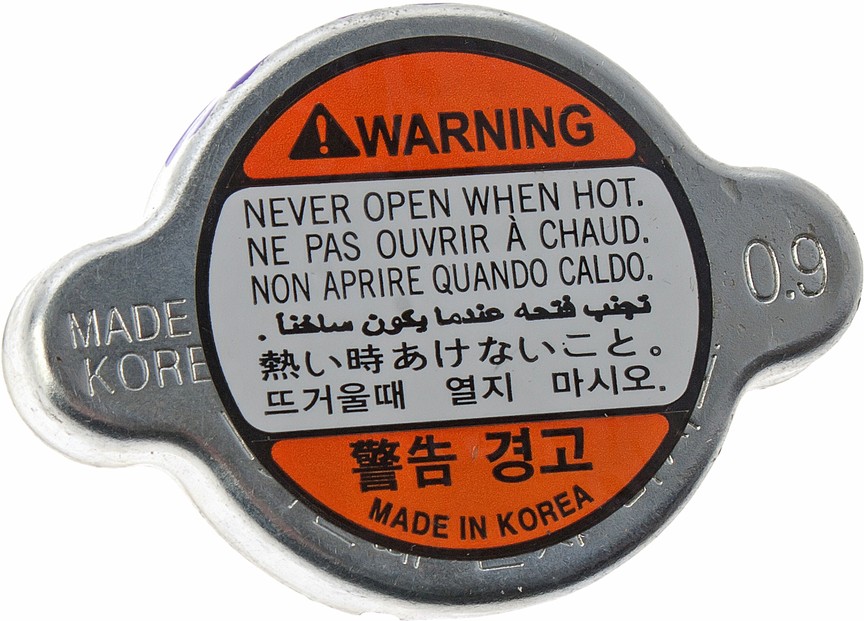 WARNING
NEVER OPEN WHEN HOT.
NE PAS OUVRIR À CHAUD.
NON APRIRE QUANDO CALDO.
تجنب فتحه عندما يكون ساخنا .
熱い時あけないこと。
뜨거울때 열지 마시오.
警告 경고
MADE IN KOREA
MADE
KORE
0.9